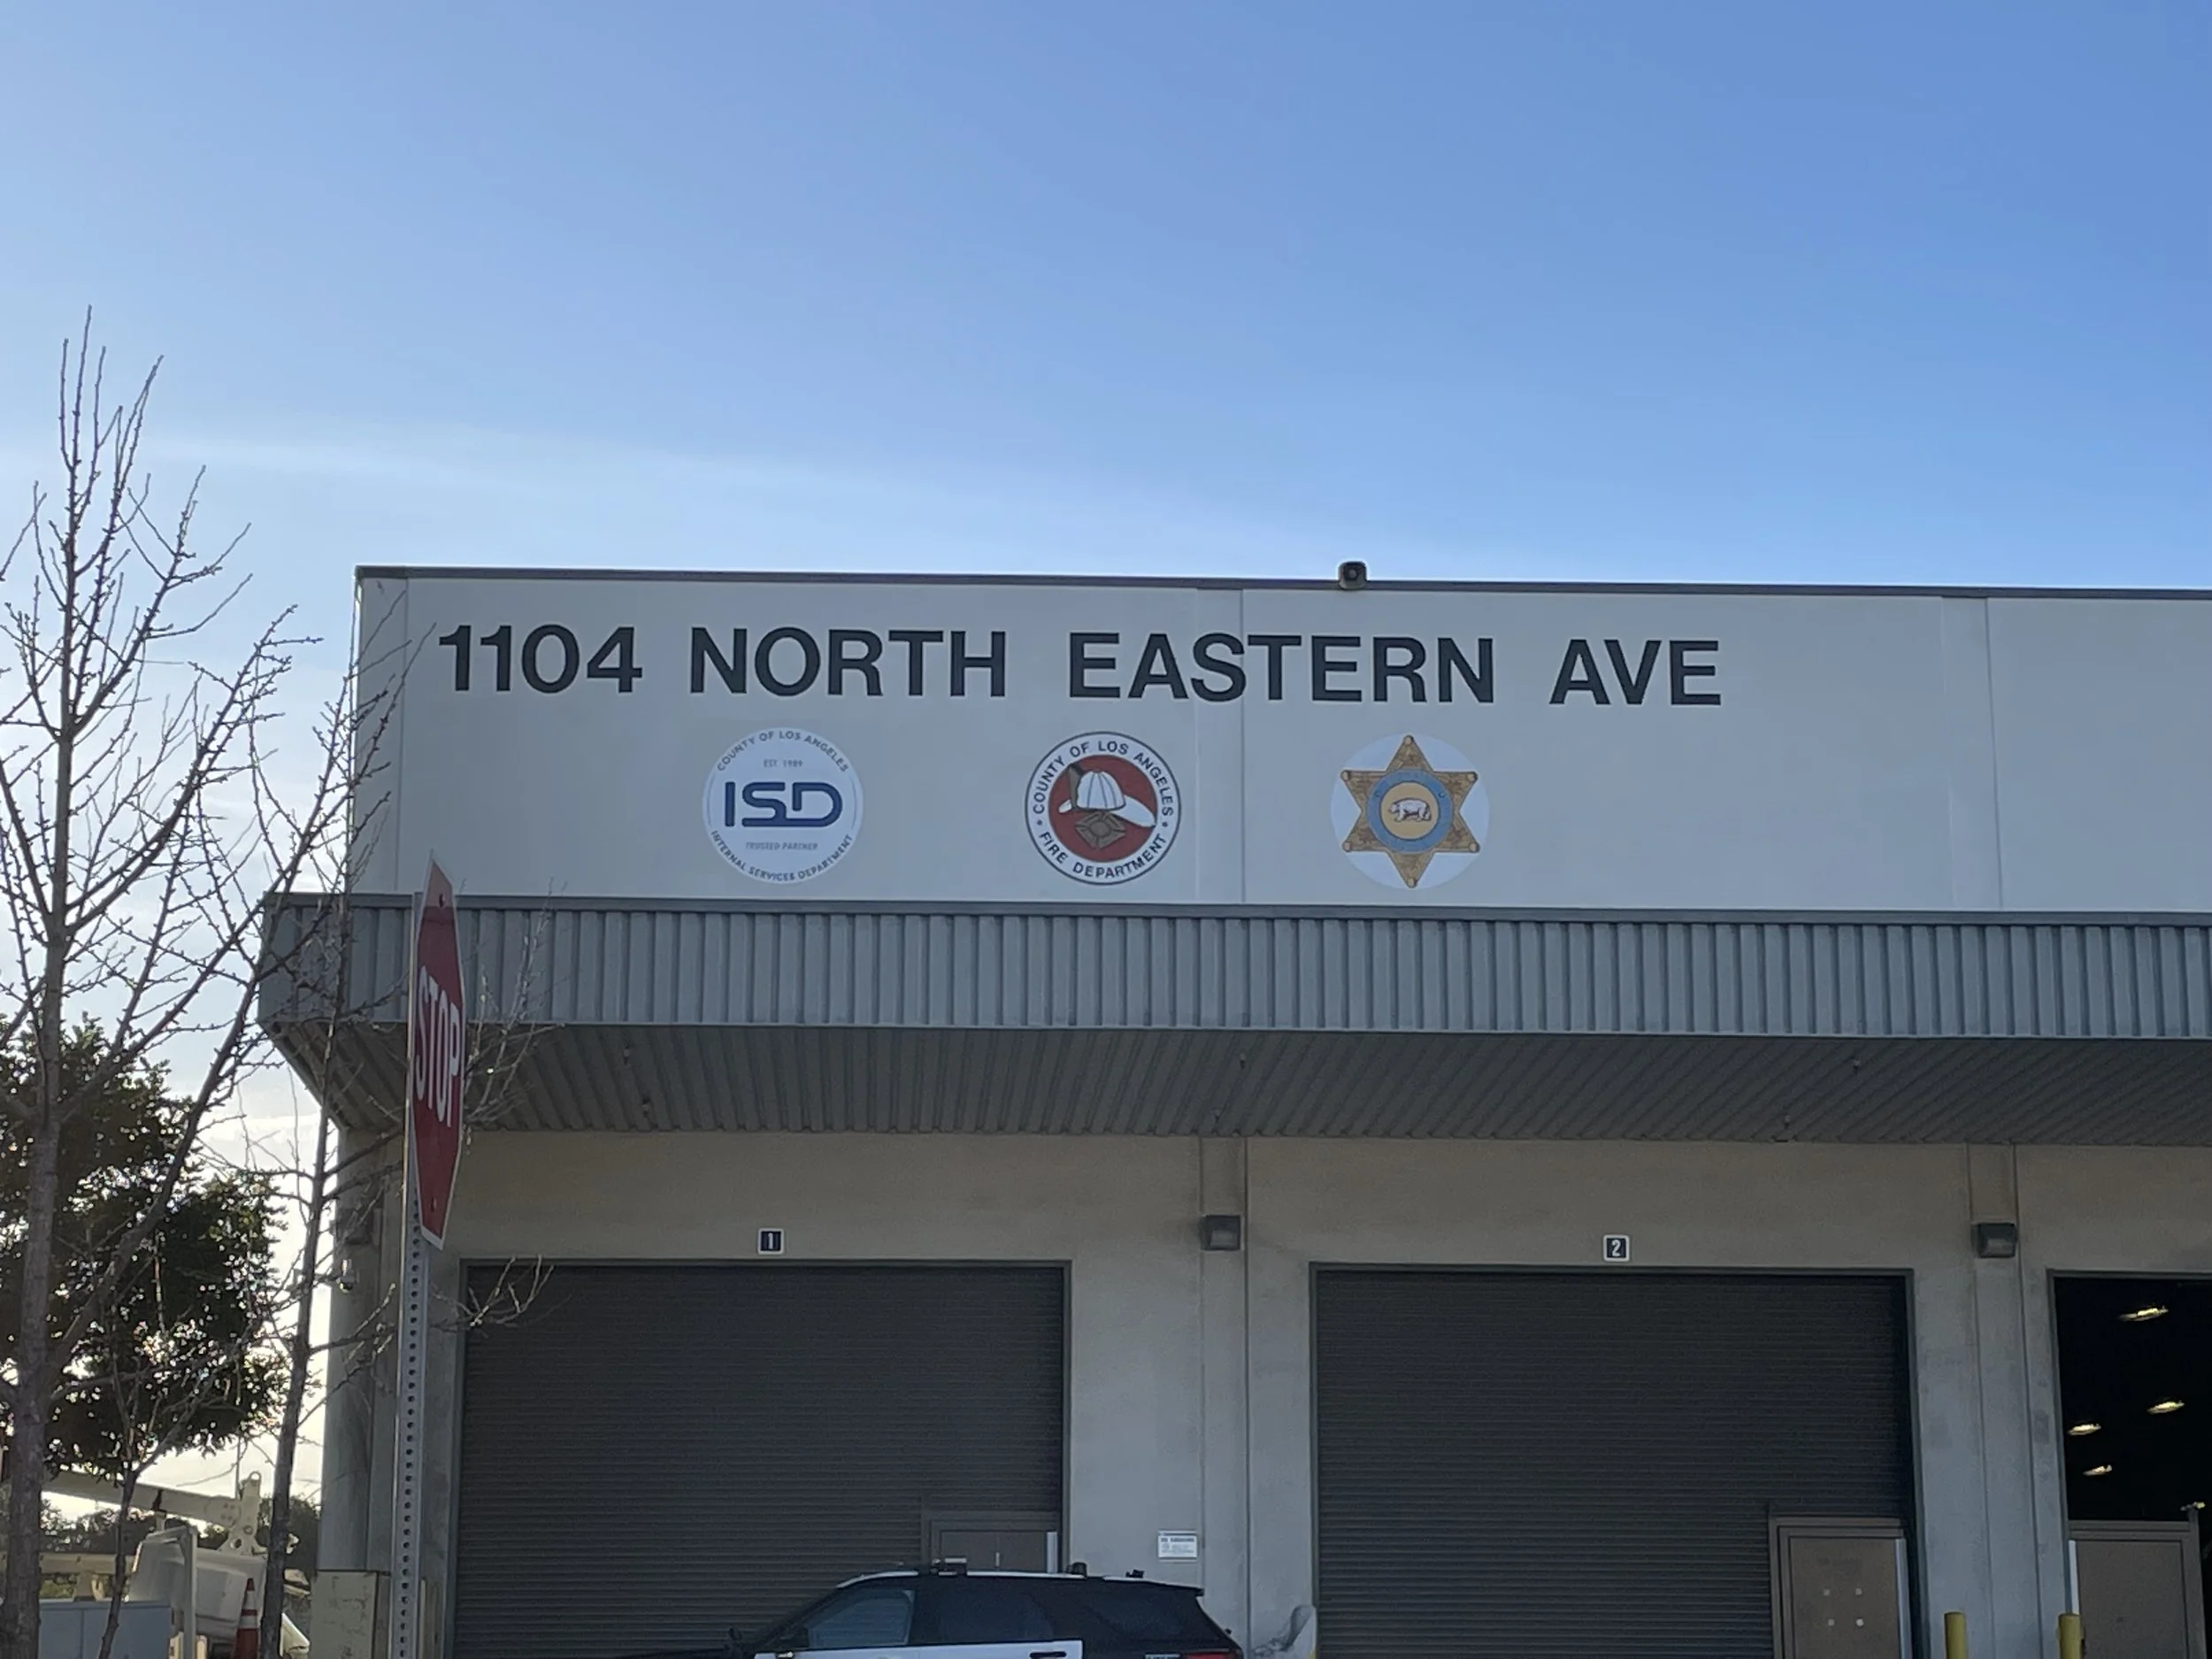 1104 NORTH EASTERN AVE
COUNTY OF LOS ANGELES
EST. 1989
ISD
TRUSTED PARTNER
INTERNAL SERVICES DEPARTMENT
COUNTY OF LOS ANGELES
FIRE DEPARTMENT
STOP
1
2